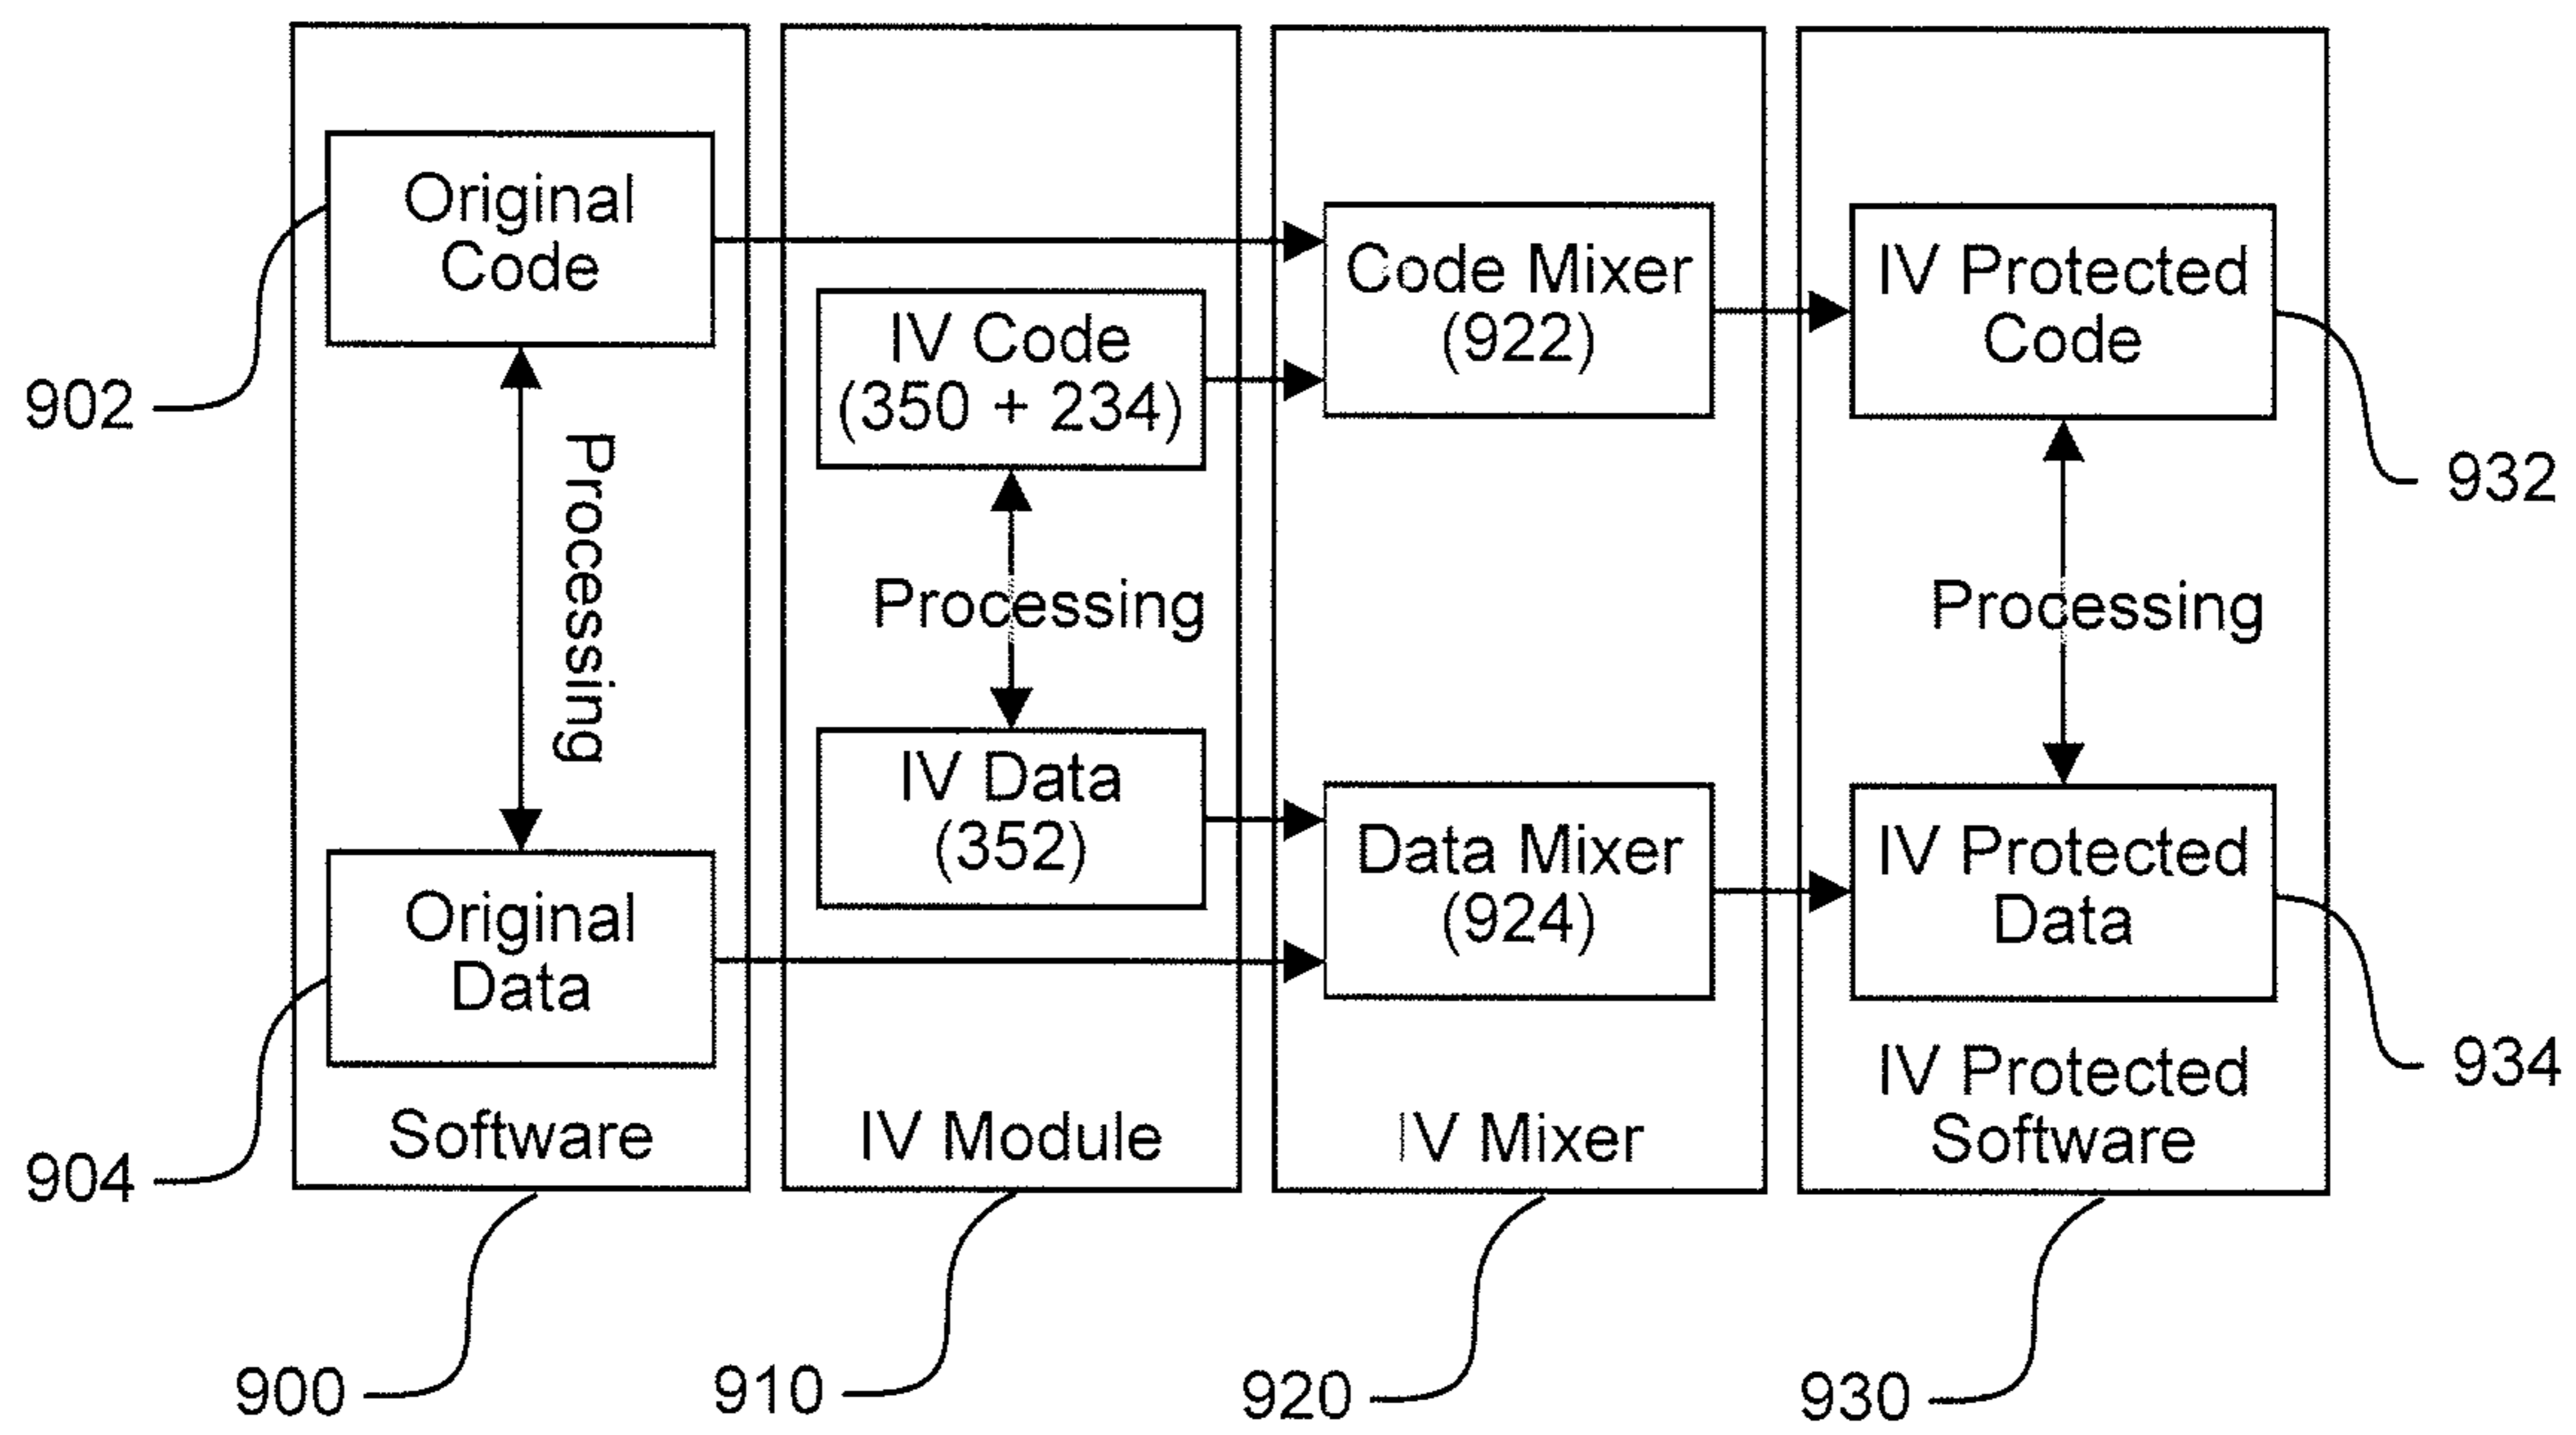 Original
Code
Processing
Original
Data
Software
IV Code
(350 + 234)
Processing
IV Data
(352)
IV Module
Code Mixer
(922)
Data Mixer
(924)
IV Mixer
IV Protected
Code
Processing
IV Protected
Data
IV Protected
Software
902
904
932
934
900
910
920
930